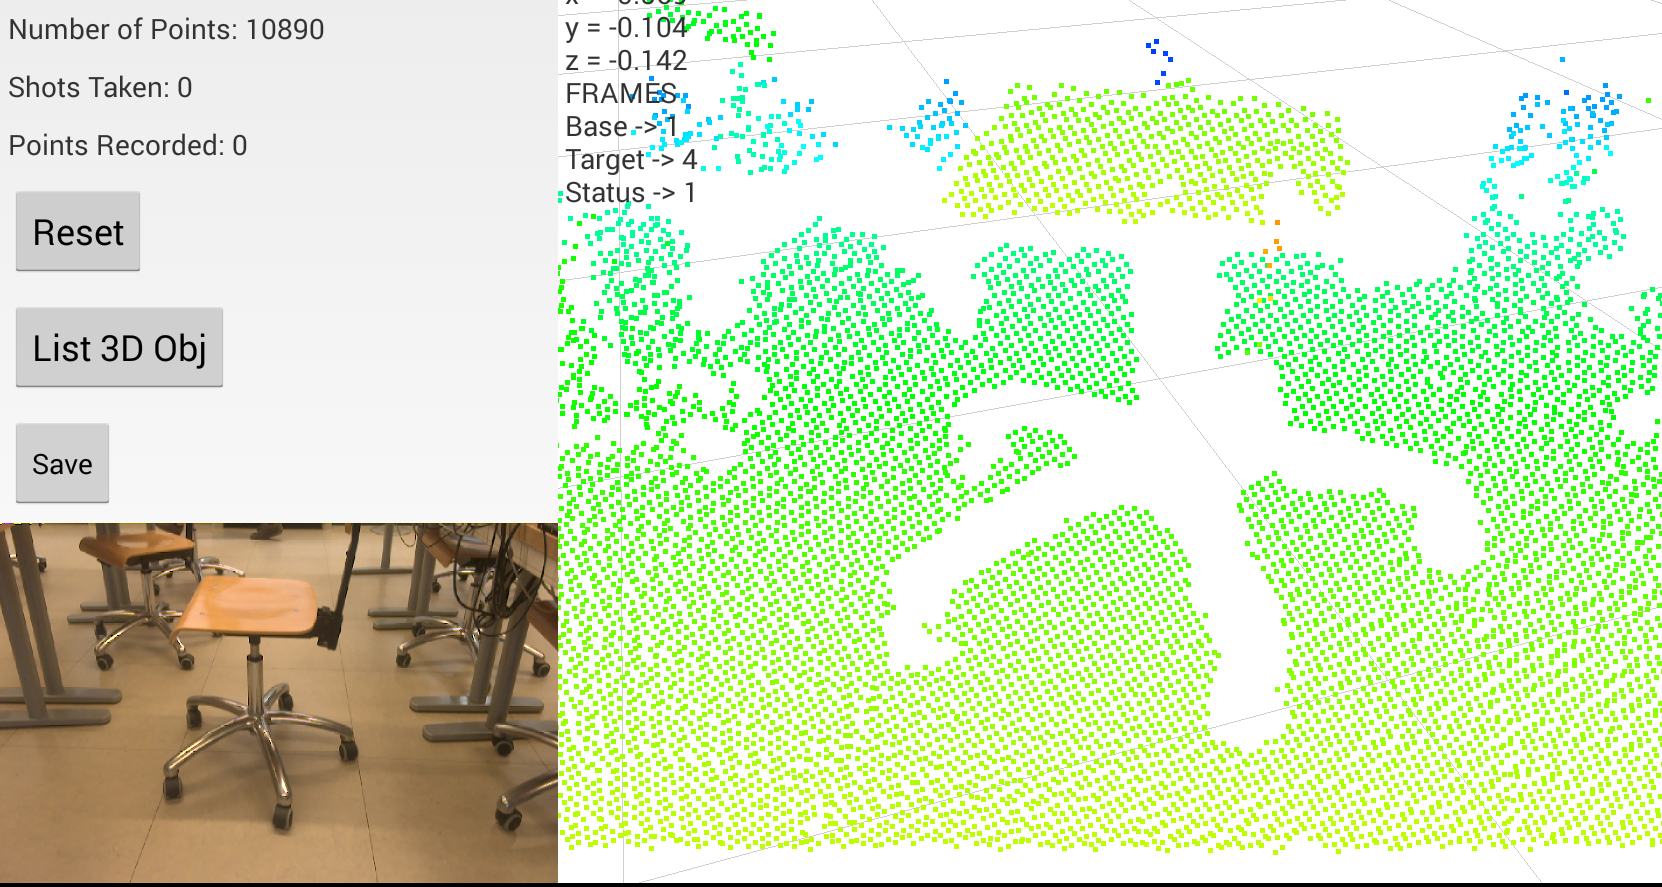 Number of Points: 10890
Shots Taken: 0
Points Recorded: 0
Reset
List 3D Obj
Save
y = -0.104
z = -0.142
FRAMES
Base -> 1
Target -> 4
Status -> 1